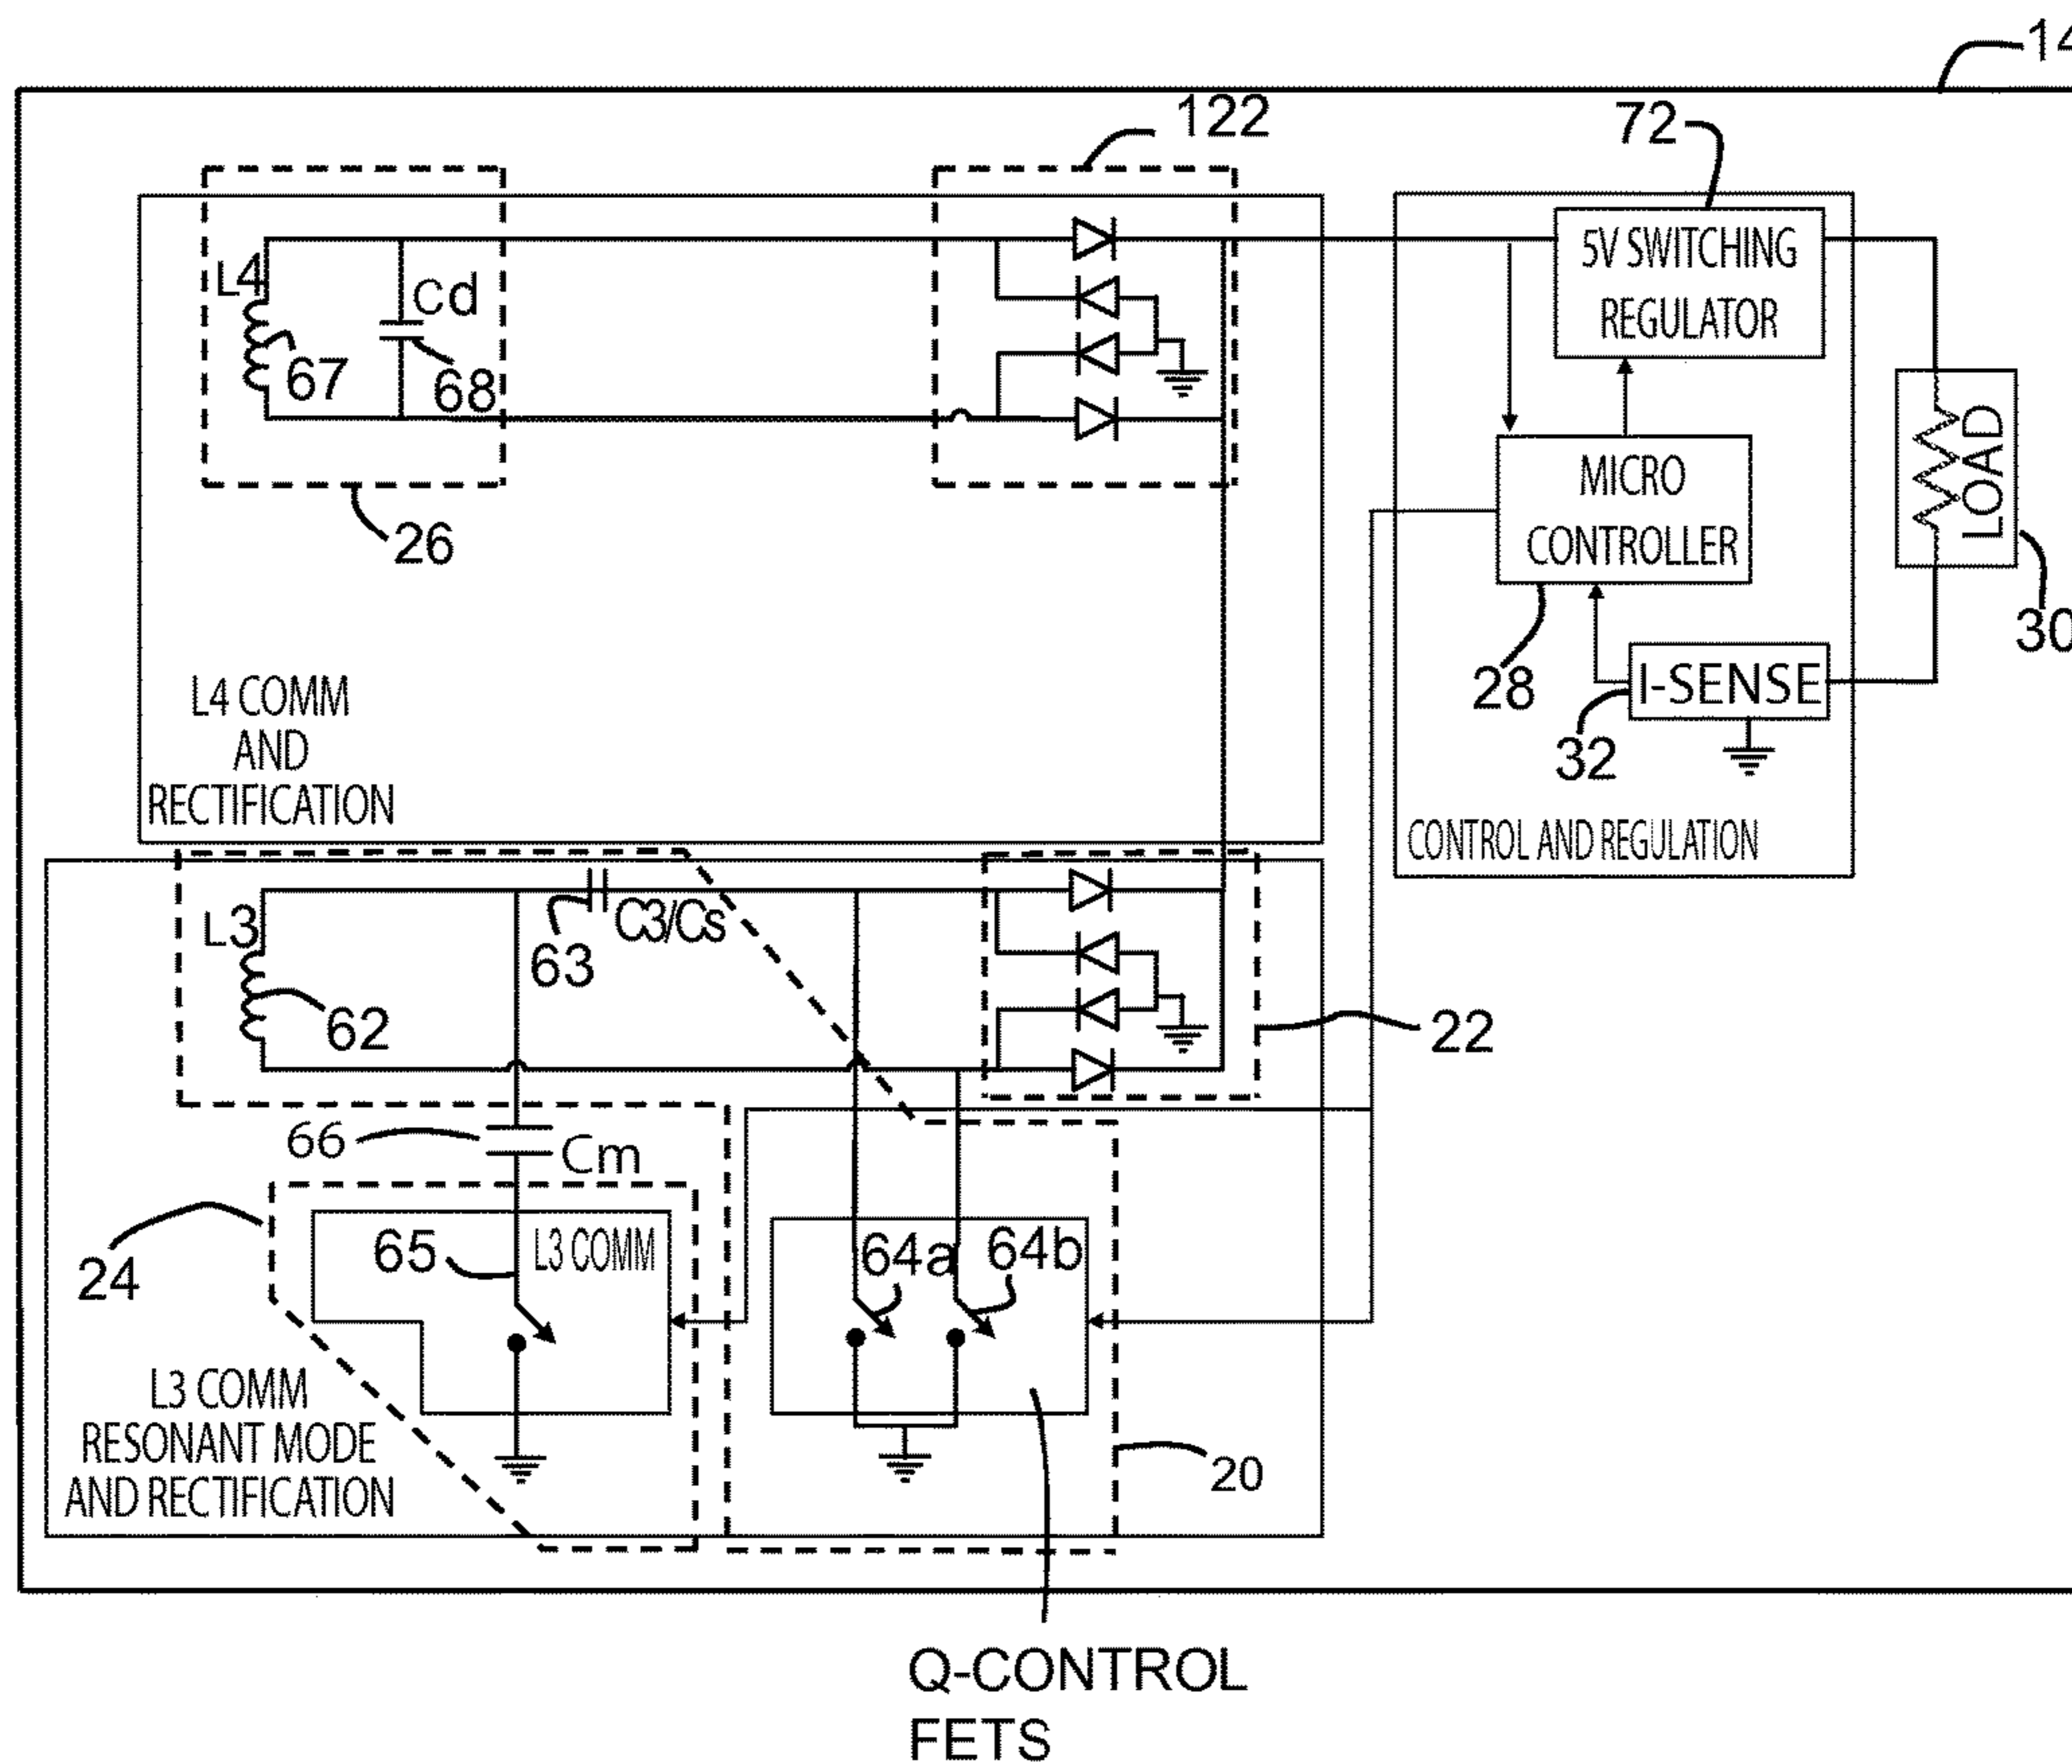 14
122
72
L4
Cd
67
68
5V SWITCHING
REGULATOR
26
MICRO
CONTROLLER
LOAD
30
28
I-SENSE
32
L4 COMM
AND
RECTIFICATION
CONTROL AND REGULATION
L3
C3/Cs
63
62
22
66
Cm
24
65
L3 COMM
64a
64b
L3 COMM
RESONANT MODE
AND RECTIFICATION
20
Q-CONTROL
FETS